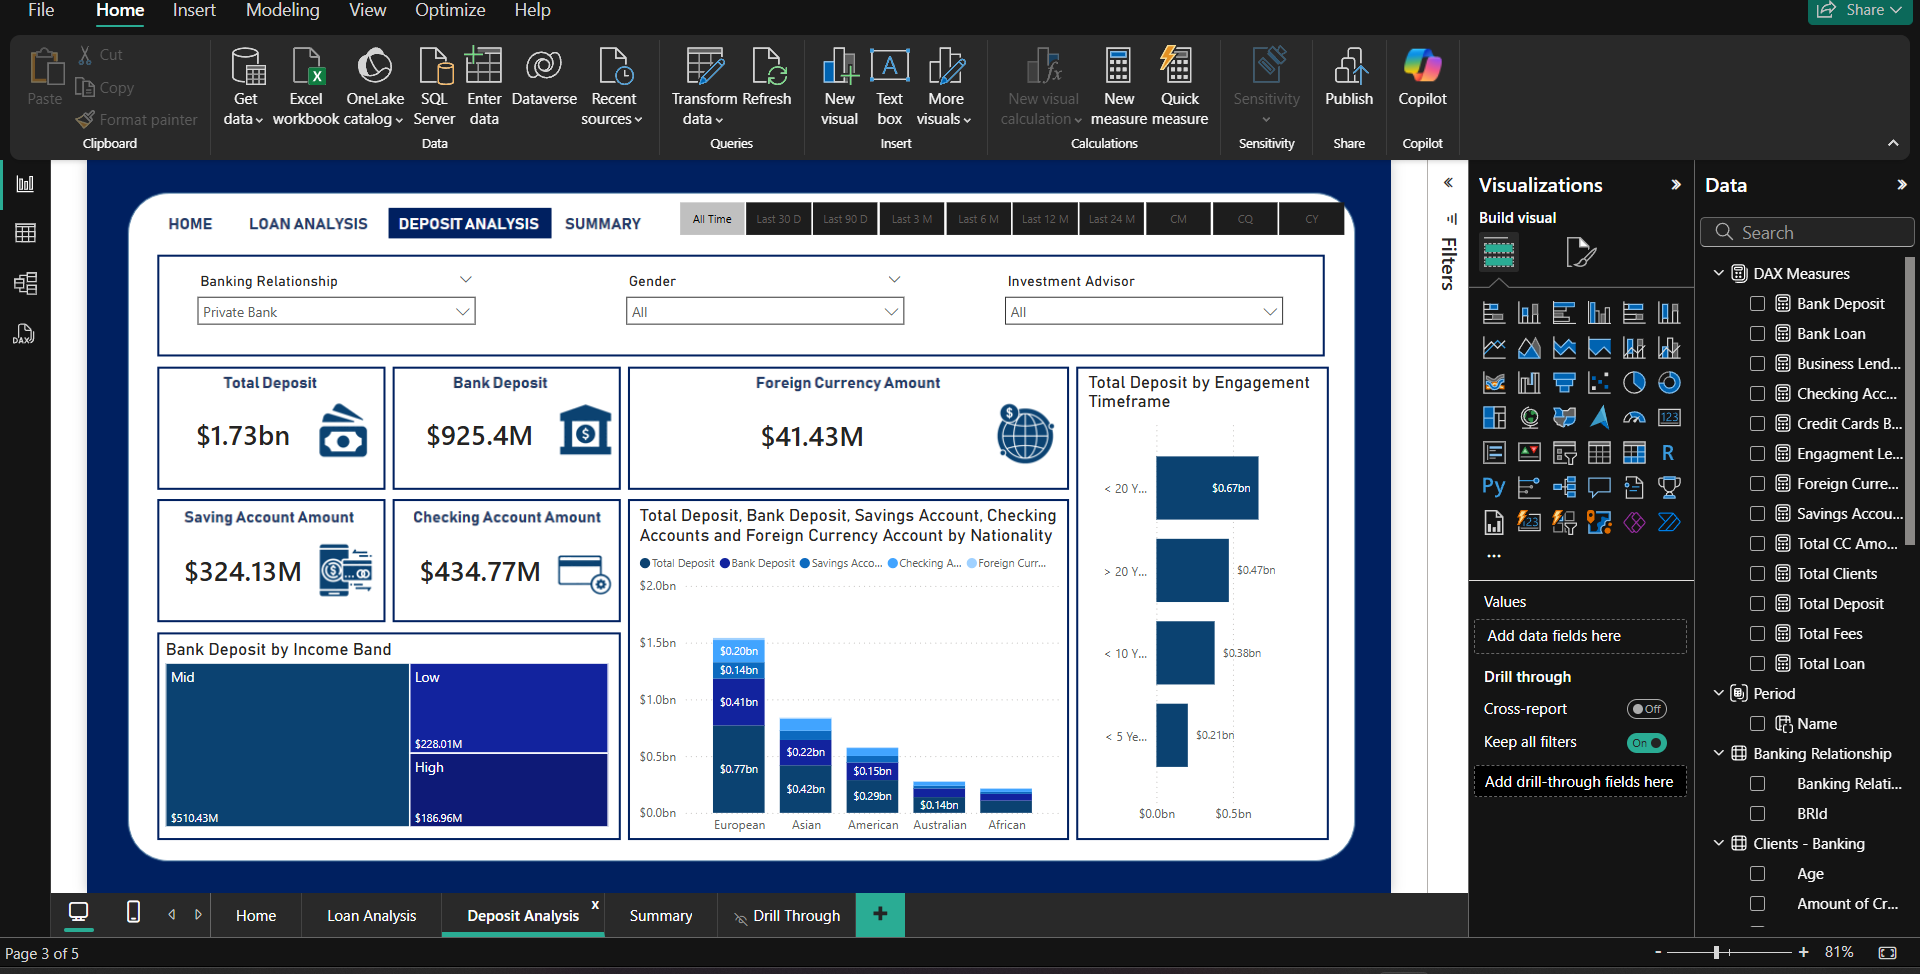 File Home Insert Modeling View Optimize Help
Share
Paste
Cut
Copy
Format painter
Clipboard
Get data
Excel workbook
OneLake catalog
SQL Server
Enter data
Dataverse
Recent sources
Data
Transform data
Refresh
Queries
New visual
Text box
More visuals
Insert
New visual calculation
New measure
Quick measure
Calculations
Sensitivity
Sensitivity
Publish
Share
Copilot
Copilot
HOME LOAN ANALYSIS DEPOSIT ANALYSIS SUMMARY
All Time Last 30 D Last 90 D Last 3 M Last 6 M Last 12 M Last 24 M CM CQ CY
Banking Relationship
Private Bank
Gender
All
Investment Advisor
All
Total Deposit
$1.73bn
Bank Deposit
$925.4M
Foreign Currency Amount
$41.43M
Saving Account Amount
$324.13M
Checking Account Amount
$434.77M
Bank Deposit by Income Band
Mid
$510.43M
Low
$228.01M
High
$186.96M
Total Deposit, Bank Deposit, Savings Account, Checking
Accounts and Foreign Currency Account by Nationality
Total Deposit Bank Deposit Savings Acco... Checking A... Foreign Curr...
$2.0bn
$1.5bn
$1.0bn
$0.5bn
$0.0bn
$0.20bn
$0.14bn
$0.41bn
$0.77bn
$0.22bn
$0.42bn
$0.15bn
$0.29bn
$0.14bn
European Asian American Australian African
Total Deposit by Engagement
Timeframe
< 20 Y... $0.67bn
> 20 Y... $0.47bn
< 10 Y... $0.38bn
< 5 Ye... $0.21bn
$0.0bn $0.5bn
Filters
Visualizations
Build visual
123
R
Py
123
...
Values
Add data fields here
Drill through
Cross-report Off
Keep all filters On
Add drill-through fields here
Data
Search
DAX Measures
Bank Deposit
Bank Loan
Business Lend...
Checking Acc...
Credit Cards B...
Engagment Le...
Foreign Curre...
Savings Accou...
Total CC Amo...
Total Clients
Total Deposit
Total Fees
Total Loan
Period
Name
Banking Relationship
Banking Relati...
BRId
Clients - Banking
Age
Amount of Cr...
DAX
Home Loan Analysis Deposit Analysis x Summary Drill Through +
Page 3 of 5
- + 81%